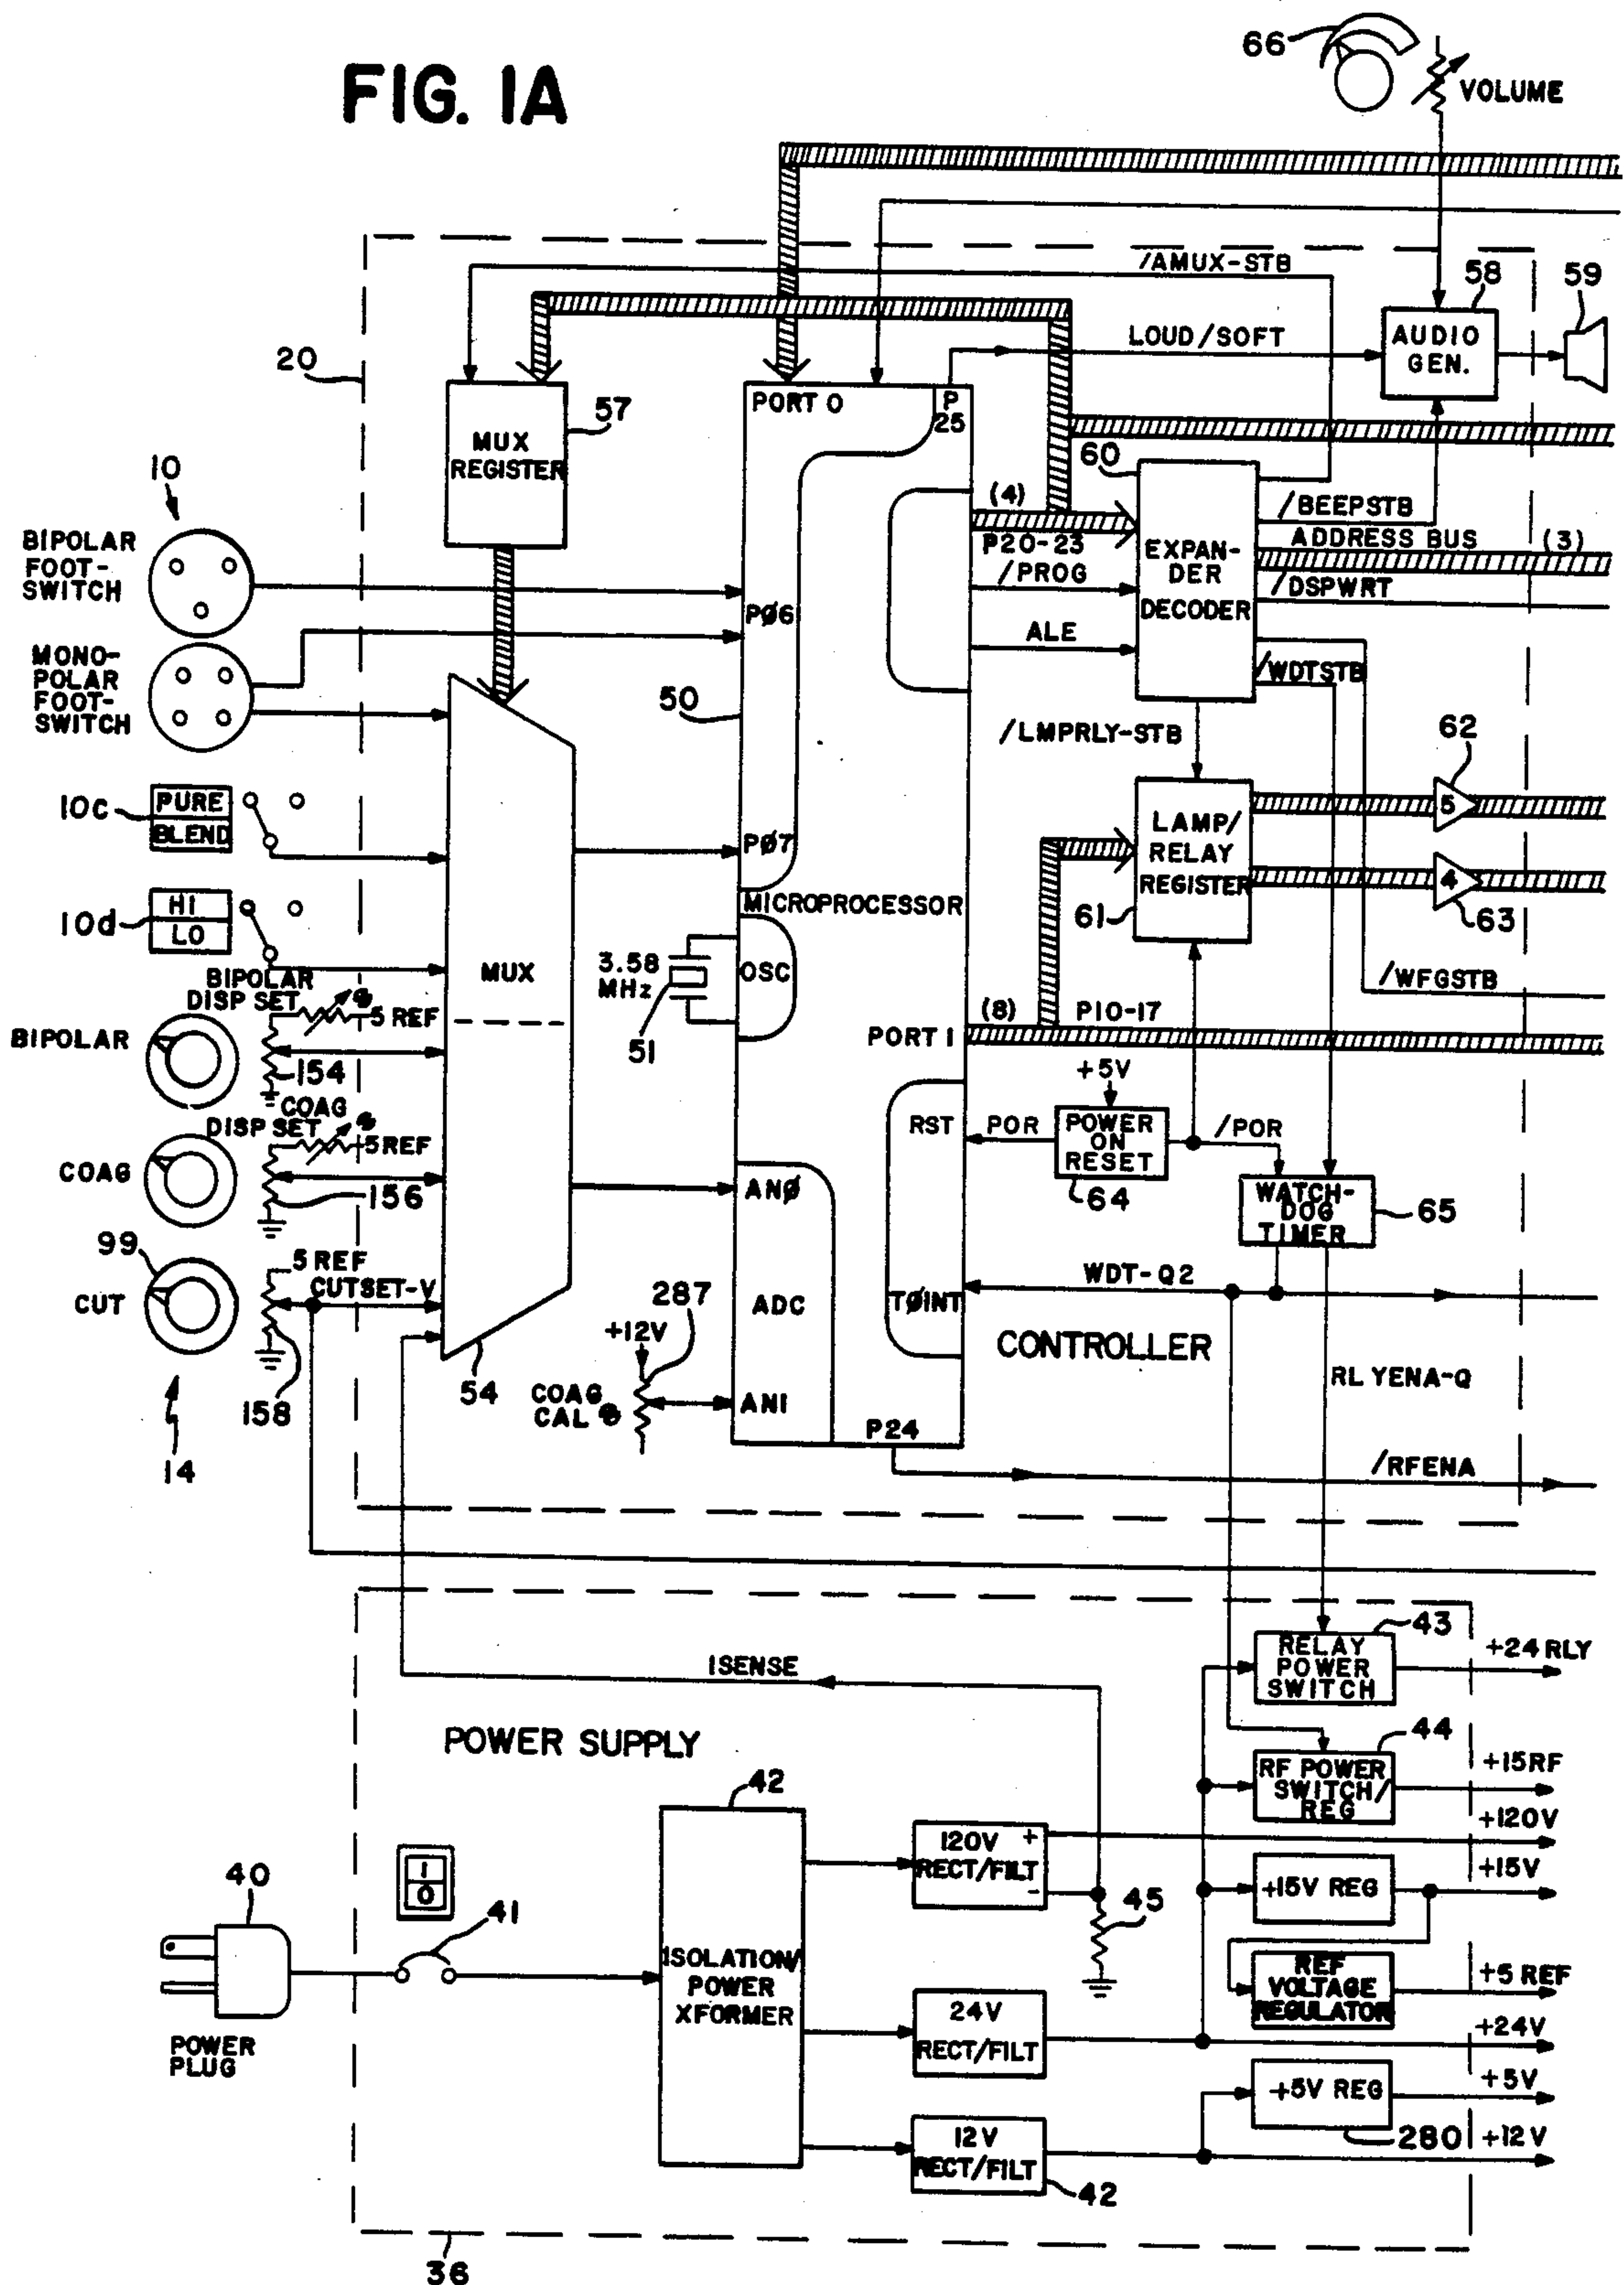 FIG. 1A
66
VOLUME
/AMUX-STB
58
59
20
LOUD/SOFT
AUDIO
GEN.
PORT 0
P
25
57
MUX
REGISTER
10
60
(4)
/BEEPSTB
BIPOLAR
FOOT-
SWITCH
P20-23
EXPAN-
DER
DECODER
ADDRESS BUS
(3)
/PROG
/DSPWRT
PØ6
ALE
MONO-
POLAR
FOOT-
SWITCH
/WDTSTB
50
/LMPRLY-STB
62
10c
PURE
BLEND
5
LAMP/
RELAY
REGISTER
PØ7
4
10d
HI
LO
MICROPROCESSOR
61
63
MUX
3.58
MHz
OSC
/WFGSTB
BIPOLAR
DISP SET
5 REF
(8)
P10-17
BIPOLAR
51
PORT 1
154
+5V
COAG
DISP SET
5 REF
RST
POR
POWER
ON
RESET
/POR
COAG
156
ANØ
64
WATCH-
DOG
TIMER
65
99
5 REF
CUTSET-V
WDT-Q2
CUT
287
ADC
TØINT
+12V
CONTROLLER
54
RLYENA-Q
158
COAG
CAL
AN1
14
P24
/RFENA
43
RELAY
POWER
SWITCH
+24 RLY
ISENSE
POWER SUPPLY
44
RF POWER
SWITCH/
REG
+15RF
42
+120V
120V
RECT/FILT
+
-
40
1
0
+15V REG
+15V
41
45
ISOLATION/
POWER
XFORMER
REF
VOLTAGE
REGULATOR
+5 REF
24V
RECT/FILT
POWER
PLUG
+24V
+5V REG
+5V
12V
RECT/FILT
280
+12V
42
36